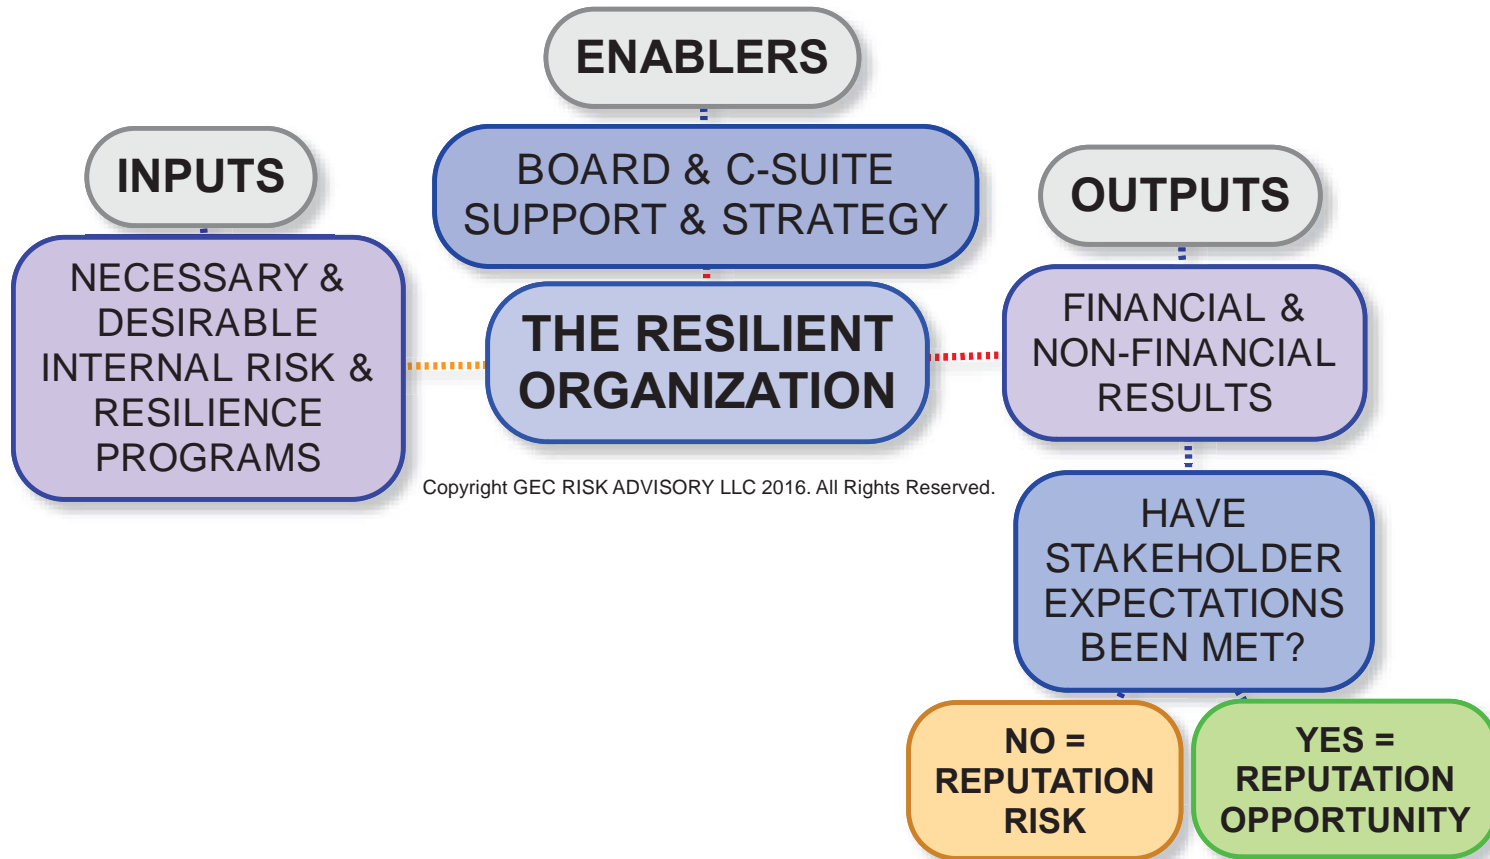 ENABLERS
BOARD & C-SUITE
SUPPORT & STRATEGY
INPUTS
NECESSARY &
DESIRABLE
INTERNAL RISK &
RESILIENCE
PROGRAMS
THE RESILIENT
ORGANIZATION
OUTPUTS
FINANCIAL &
NON-FINANCIAL
RESULTS
Copyright GEC RISK ADVISORY LLC 2016. All Rights Reserved.
HAVE
STAKEHOLDER
EXPECTATIONS
BEEN MET?
NO =
REPUTATION
RISK
YES =
REPUTATION
OPPORTUNITY